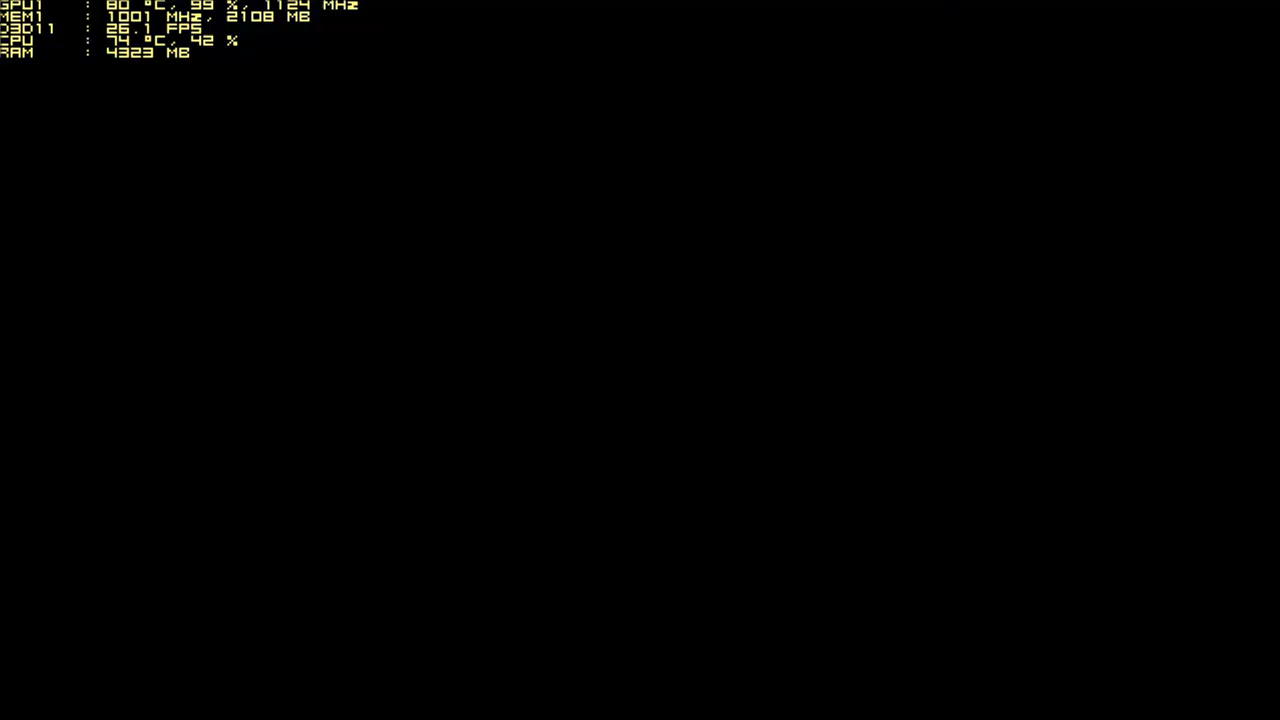 GPU1 : 80 °C, 99 %, 1124 MHz
MEM1 : 1001 MHz, 2108 MB
D3D11 : 26.1 FPS
CPU : 74 °C, 42 %
RAM : 4323 MB